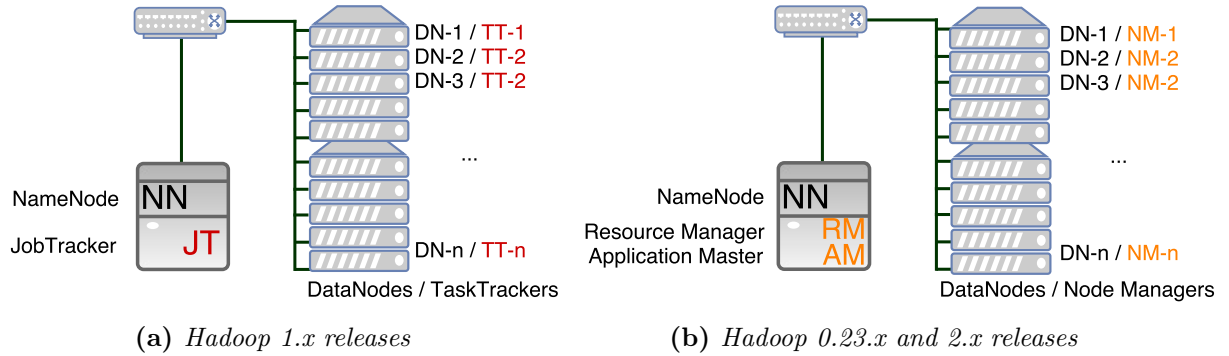 DN-1 / TT-1
DN-2 / TT-2
DN-3 / TT-2
...
NameNode
NN
JobTracker
JT
DN-n / TT-n
DataNodes / TaskTrackers
(a) Hadoop 1.x releases
DN-1 / NM-1
DN-2 / NM-2
DN-3 / NM-2
...
NameNode
NN
Resource Manager
RM
Application Master
AM
DN-n / NM-n
DataNodes / Node Managers
(b) Hadoop 0.23.x and 2.x releases